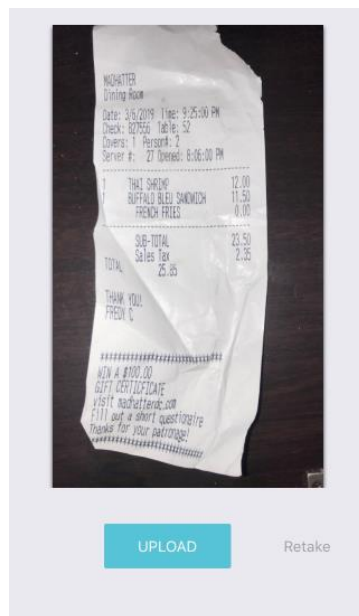 MADHATTER
Dining Room
Date: 3/6/2019 Time: 9:25:00 PM
Check: 827556 Table: 52
Covers: 1 Person#: 2
Server #: 27 Opened: 8:06:00 PM
1 THAI SHRIMP 12.00
1 BUFFALO BLEU SANDWICH 11.50
FRENCH FRIES 0.00
SUB-TOTAL 23.50
Sales Tax 2.35
TOTAL 25.85
THANK YOU!
FREDY C
WIN A $100.00
GIFT CERTICFICATE
visit madhatterdc.com
Fill out a short questionaire
Thanks for your patronage!
UPLOAD
Retake